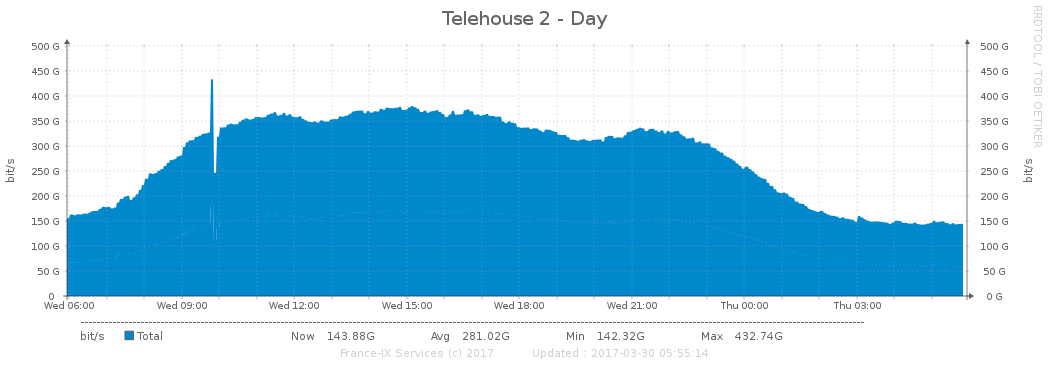 Telehouse 2 - Day
RRDTOOL / TOBI OETIKER
bit/s
500 G 500 G
450 G 450 G
400 G 400 G
350 G 350 G
300 G 300 G
250 G 250 G
200 G 200 G
150 G 150 G
100 G 100 G
50 G 50 G
0 0 G
bit/s
Wed 06:00 Wed 09:00 Wed 12:00 Wed 15:00 Wed 18:00 Wed 21:00 Thu 00:00 Thu 03:00
bit/s Total Now 143.88G Avg 281.02G Min 142.32G Max 432.74G
France-IX Services (c) 2017 Updated : 2017-03-30 05:55:14